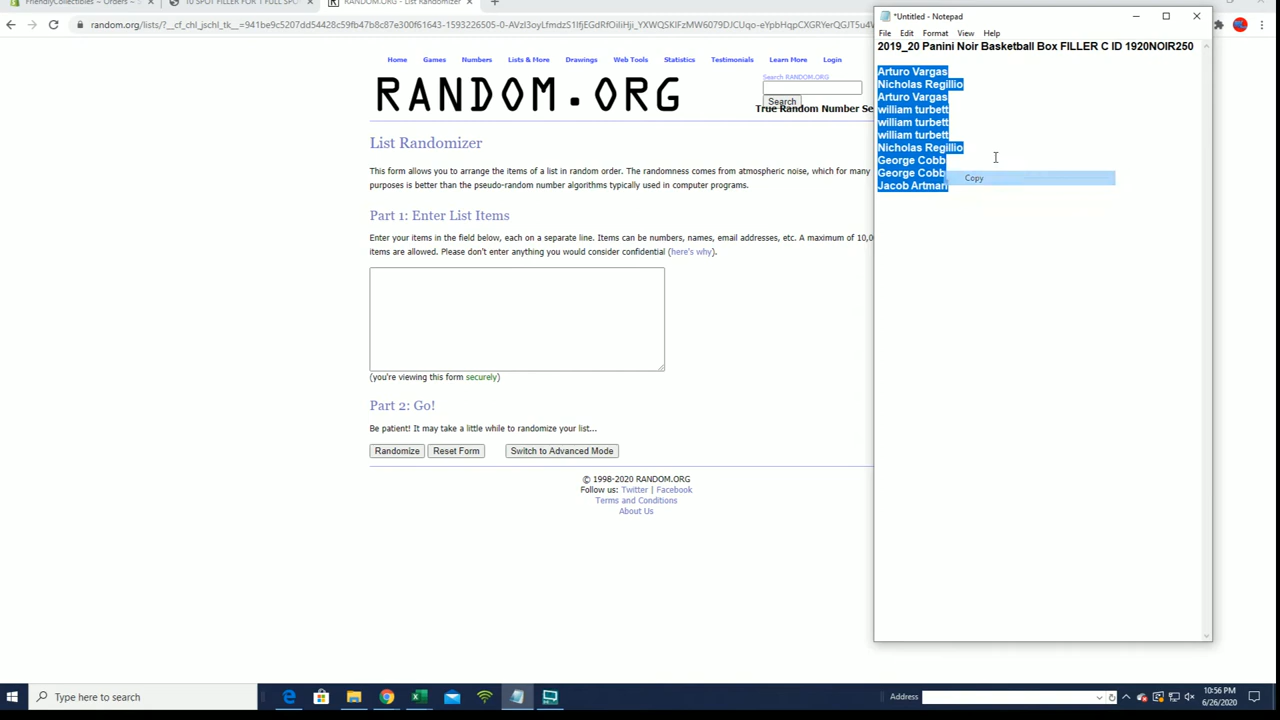 FriendlyCollectibles – Orders –
10 SPOT FILLER FOR 1 FULL SPO
RANDOM.ORG - List Randomizer
random.org/lists/?
Home Games Numbers Lists & More Drawings Web Tools Statistics Testimonials Learn More Login
Search RANDOM.ORG
Search
RANDOM.ORG
True Random Number Se
List Randomizer
This form allows you to arrange the items of a list in random order. The randomness comes from atmospheric noise, which for many
purposes is better than the pseudo-random number algorithms typically used in computer programs.
Part 1: Enter List Items
Enter your items in the field below, each on a separate line. Items can be numbers, names, email addresses, etc. A maximum of 10,0
items are allowed. Please don't enter anything you would consider confidential (here's why).
(you're viewing this form securely)
Part 2: Go!
Be patient! It may take a little while to randomize your list...
Randomize Reset Form Switch to Advanced Mode
© 1998-2020 RANDOM.ORG
Follow us: Twitter | Facebook
Terms and Conditions
About Us
*Untitled - Notepad
File Edit Format View Help
2019_20 Panini Noir Basketball Box FILLER C ID 1920NOIR250
Arturo Vargas
Nicholas Regillio
Arturo Vargas
william turbett
william turbett
william turbett
Nicholas Regillio
George Cobb
George Cobb
Jacob Artman
Copy
Type here to search
Address
10:56 PM
6/26/2020